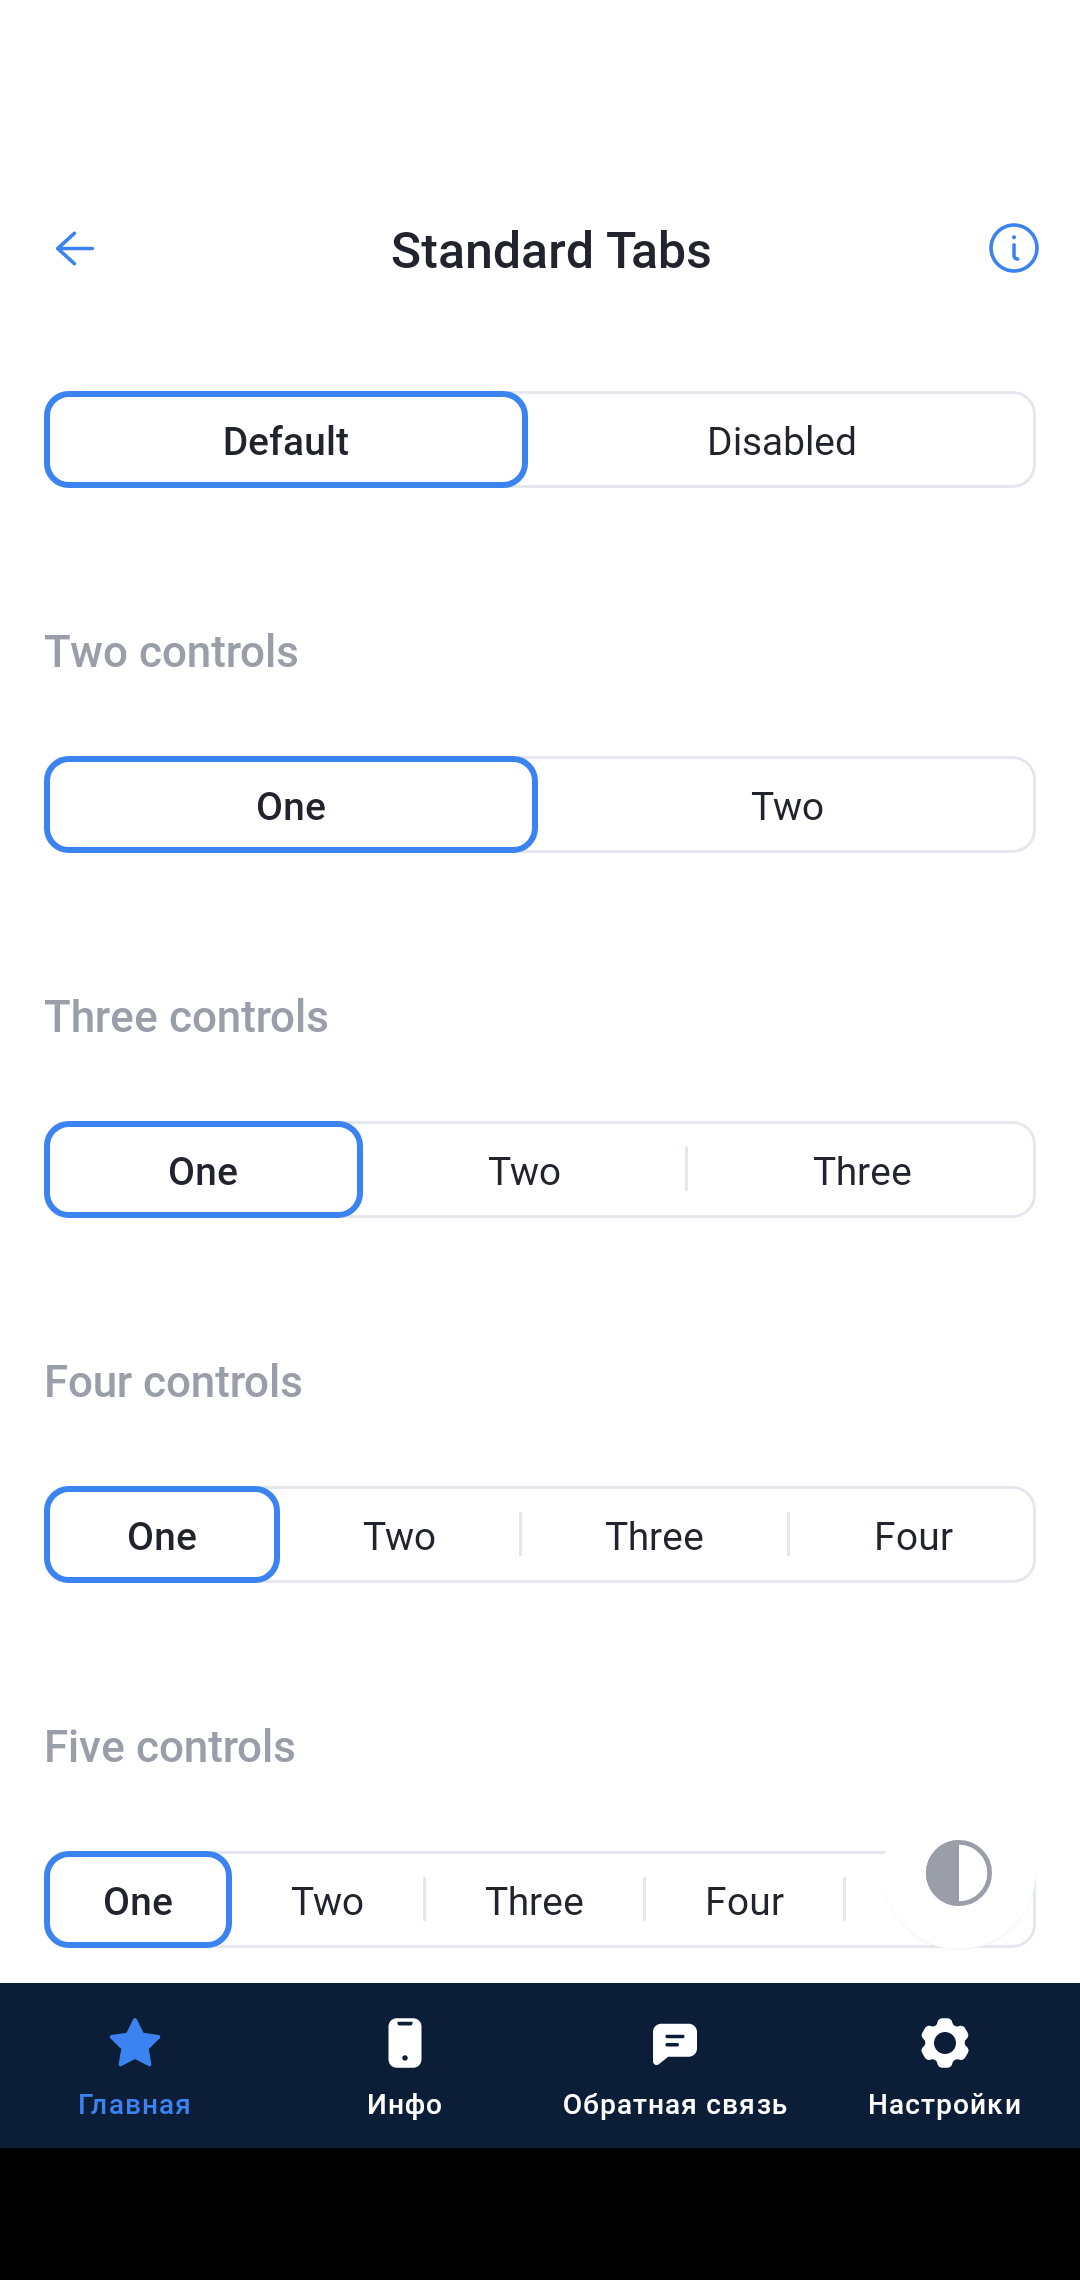 Standard Tabs
Default Disabled
Two controls
One Two
Three controls
One Two Three
Four controls
One Two Three Four
Five controls
One Two Three Four
Главная Инфо Обратная связь Настройки